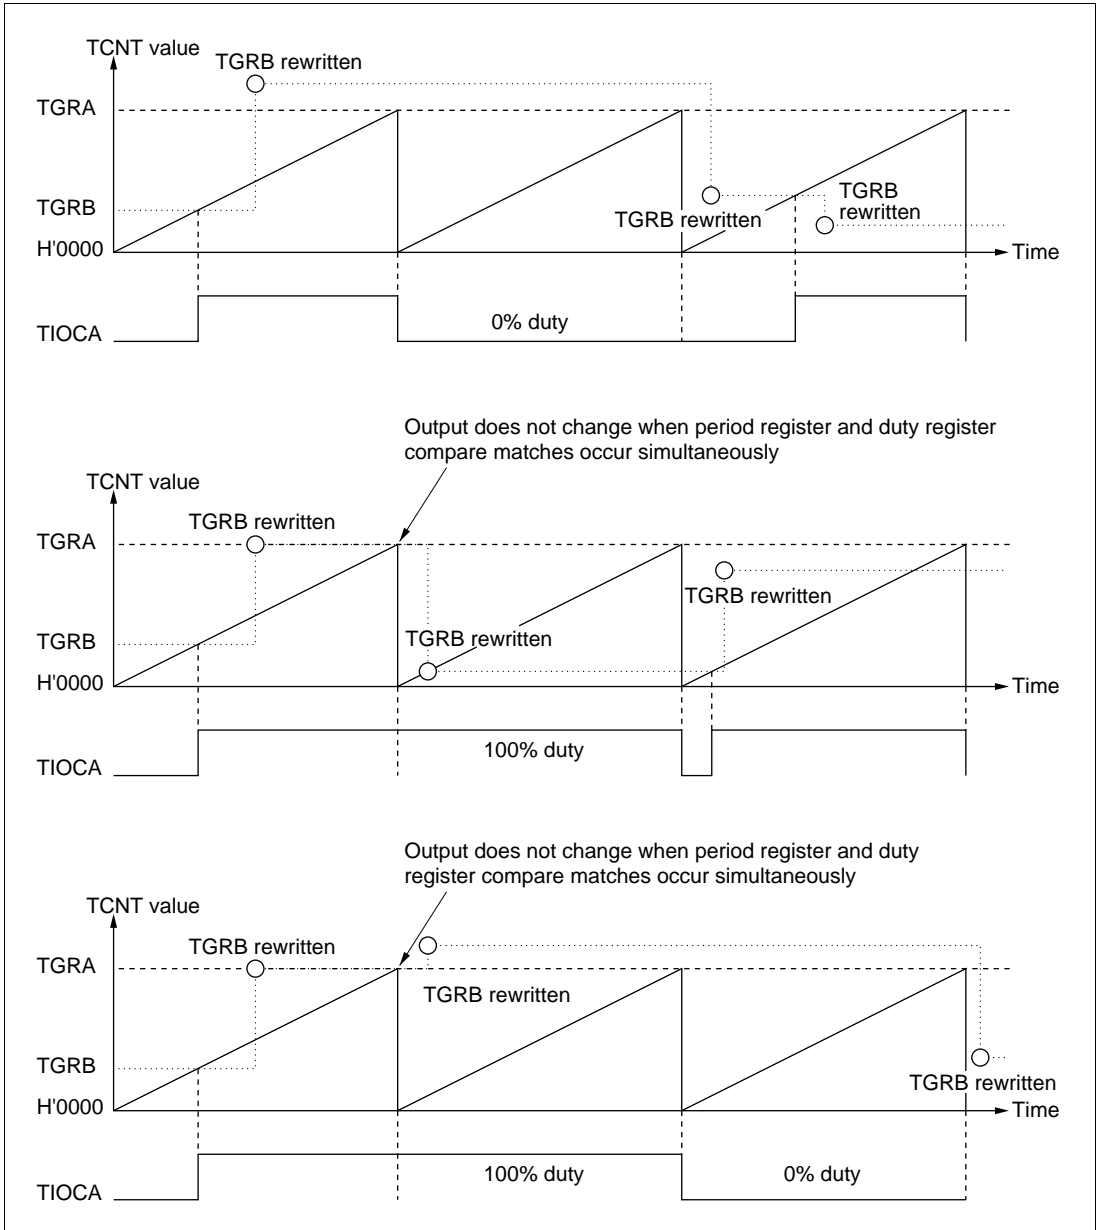 TCNT value
TGRB rewritten
TGRA
TGRB
rewritten
TGRB
TGRB rewritten
H'0000
Time
0% duty
TIOCA
Output does not change when period register and duty register
compare matches occur simultaneously
TCNT value
TGRB rewritten
TGRA
TGRB rewritten
TGRB
TGRB rewritten
H'0000
Time
100% duty
TIOCA
Output does not change when period register and duty
register compare matches occur simultaneously
TCNT value
TGRB rewritten
TGRA
TGRB rewritten
TGRB
TGRB rewritten
H'0000
Time
100% duty
0% duty
TIOCA